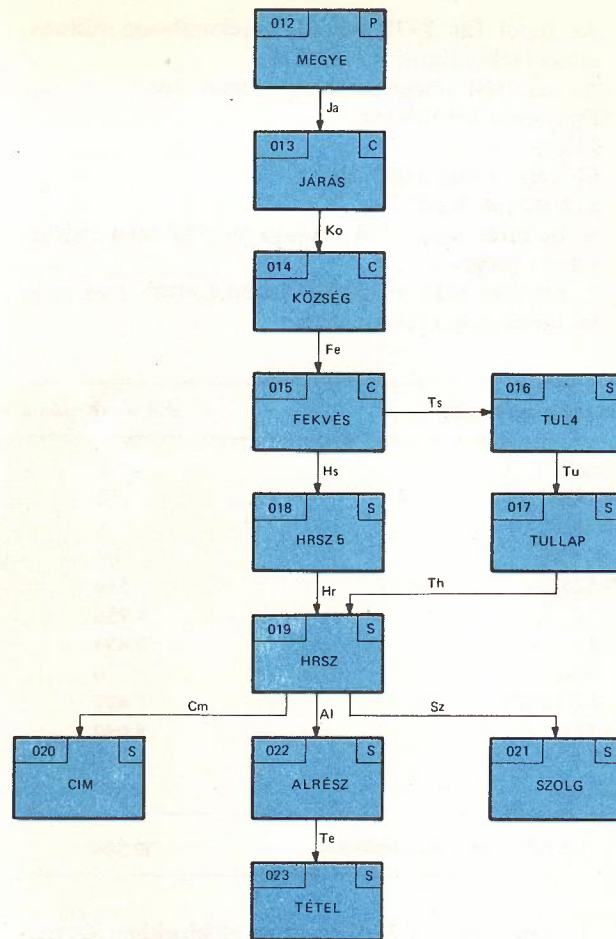 012 P
MEGYE
Ja
013 C
JÁRÁS
Ko
014 C
KÖZSÉG
Fe
015 C
FEKVÉS
Ts
016 S
TUL4
Hs
Tu
018 S
HRSZ 5
017 S
TULLAP
Hr
Th
019 S
HRSZ
Cm
Al
Sz
020 S
CIM
022 S
ALRÉSZ
021 S
SZOLG
Te
023 S
TÉTEL